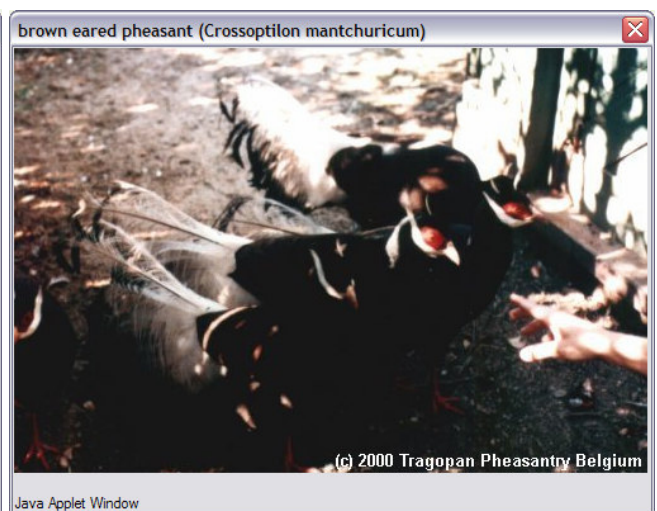 brown eared pheasant (Crossoptilon mantchuricum)
(c) 2000 Tragopan Pheasantry Belgium
Java Applet Window